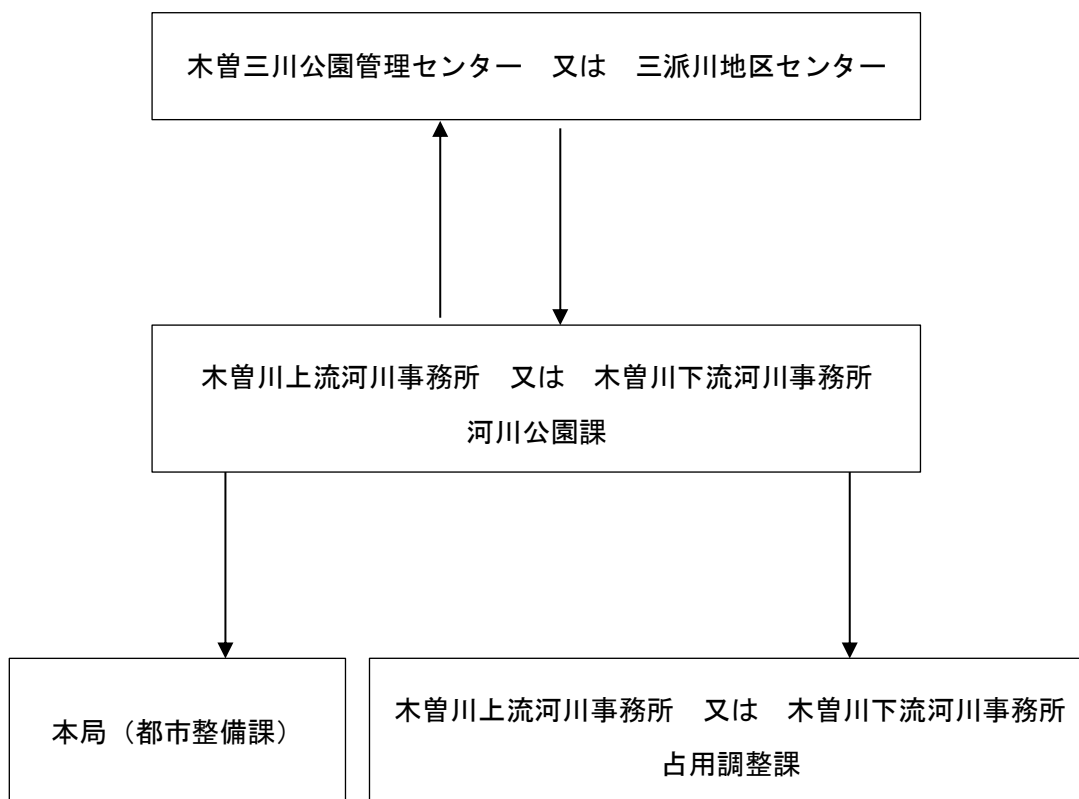 木曽三川公園管理センター　又は　三派川地区センター
木曽川上流河川事務所　又は　木曽川下流河川事務所
河川公園課
本局（都市整備課）
木曽川上流河川事務所　又は　木曽川下流河川事務所
占用調整課